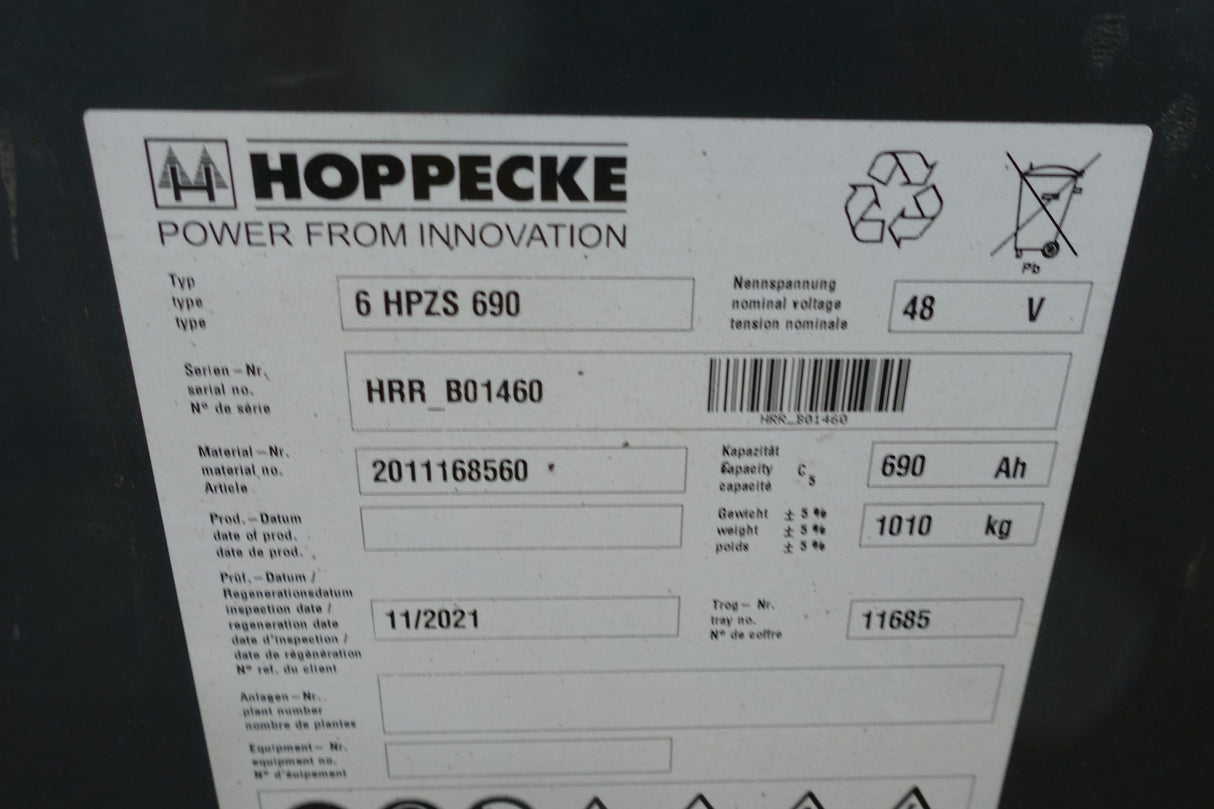 HOPPECKE
POWER FROM INNOVATION
Pb
Typ
type
type
6 HPZS 690
Nennspannung
nominal voltage
tension nominale
48 V
Serien-Nr.
serial no.
N° de série
HRR_B01460
HRR_B01460
Material-Nr.
material no.
Article
2011168560
Kapazität
Capacity C5
capacité
690 Ah
Prod.-Datum
date of prod.
date de prod.
Gewicht ± 5 %
weight ± 5 %
poids ± 5 %
1010 kg
Prüf.-Datum /
Regenerationsdatum
inspection date /
regeneration date
date d'inspection /
date de régénération
N° ref. du client
11/2021
Trog-Nr.
tray no.
N° de coffre
11685
Anlagen-Nr.
plant number
nombre de plantes
Equipment-Nr.
equipment no.
N° d'éuipement